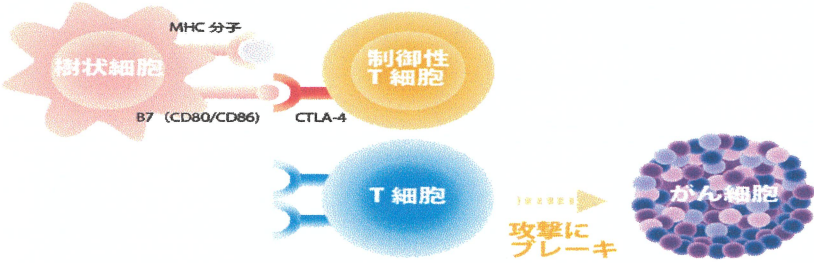 MHC 分子
樹状細胞
制御性
T 細胞
B7（CD80/CD86)
CTLA-4
T 細胞
がん細胞
攻撃に
ブレーキ